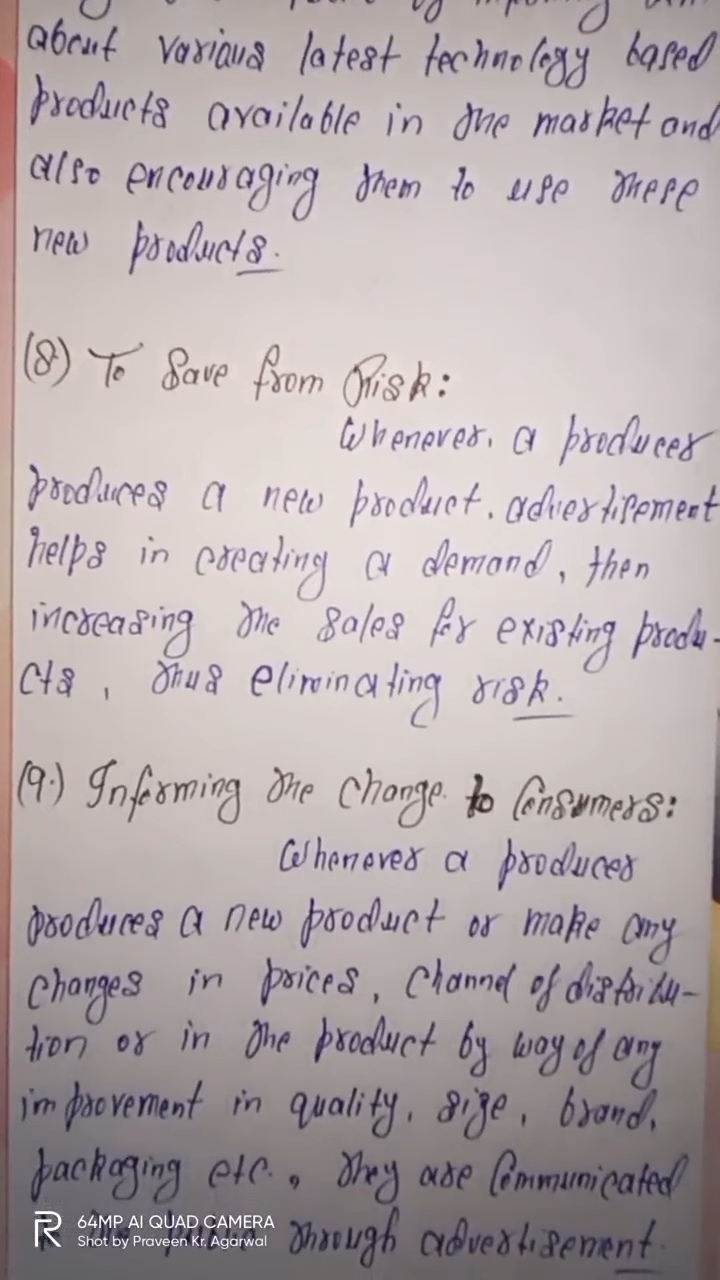 by
about various latest technology based
products available in the market and
also encouraging them to use these
new products.
(8) To Save from Risk:
Whenever, a producer
produces a new product, advertisement
helps in creating a demand, then
increasing the sales for existing produ-
cts, thus eliminating risk.
(9.) Informing the change to Consumers:
Whenever a producer
produces a new product or make any
changes in prices, channel of distribu-
tion or in the product by way of any
improvement in quality, size, brand,
packaging etc., they are Communicated
through advertisement.
64MP AI QUAD CAMERA
Shot by Praveen Kr. Agarwal